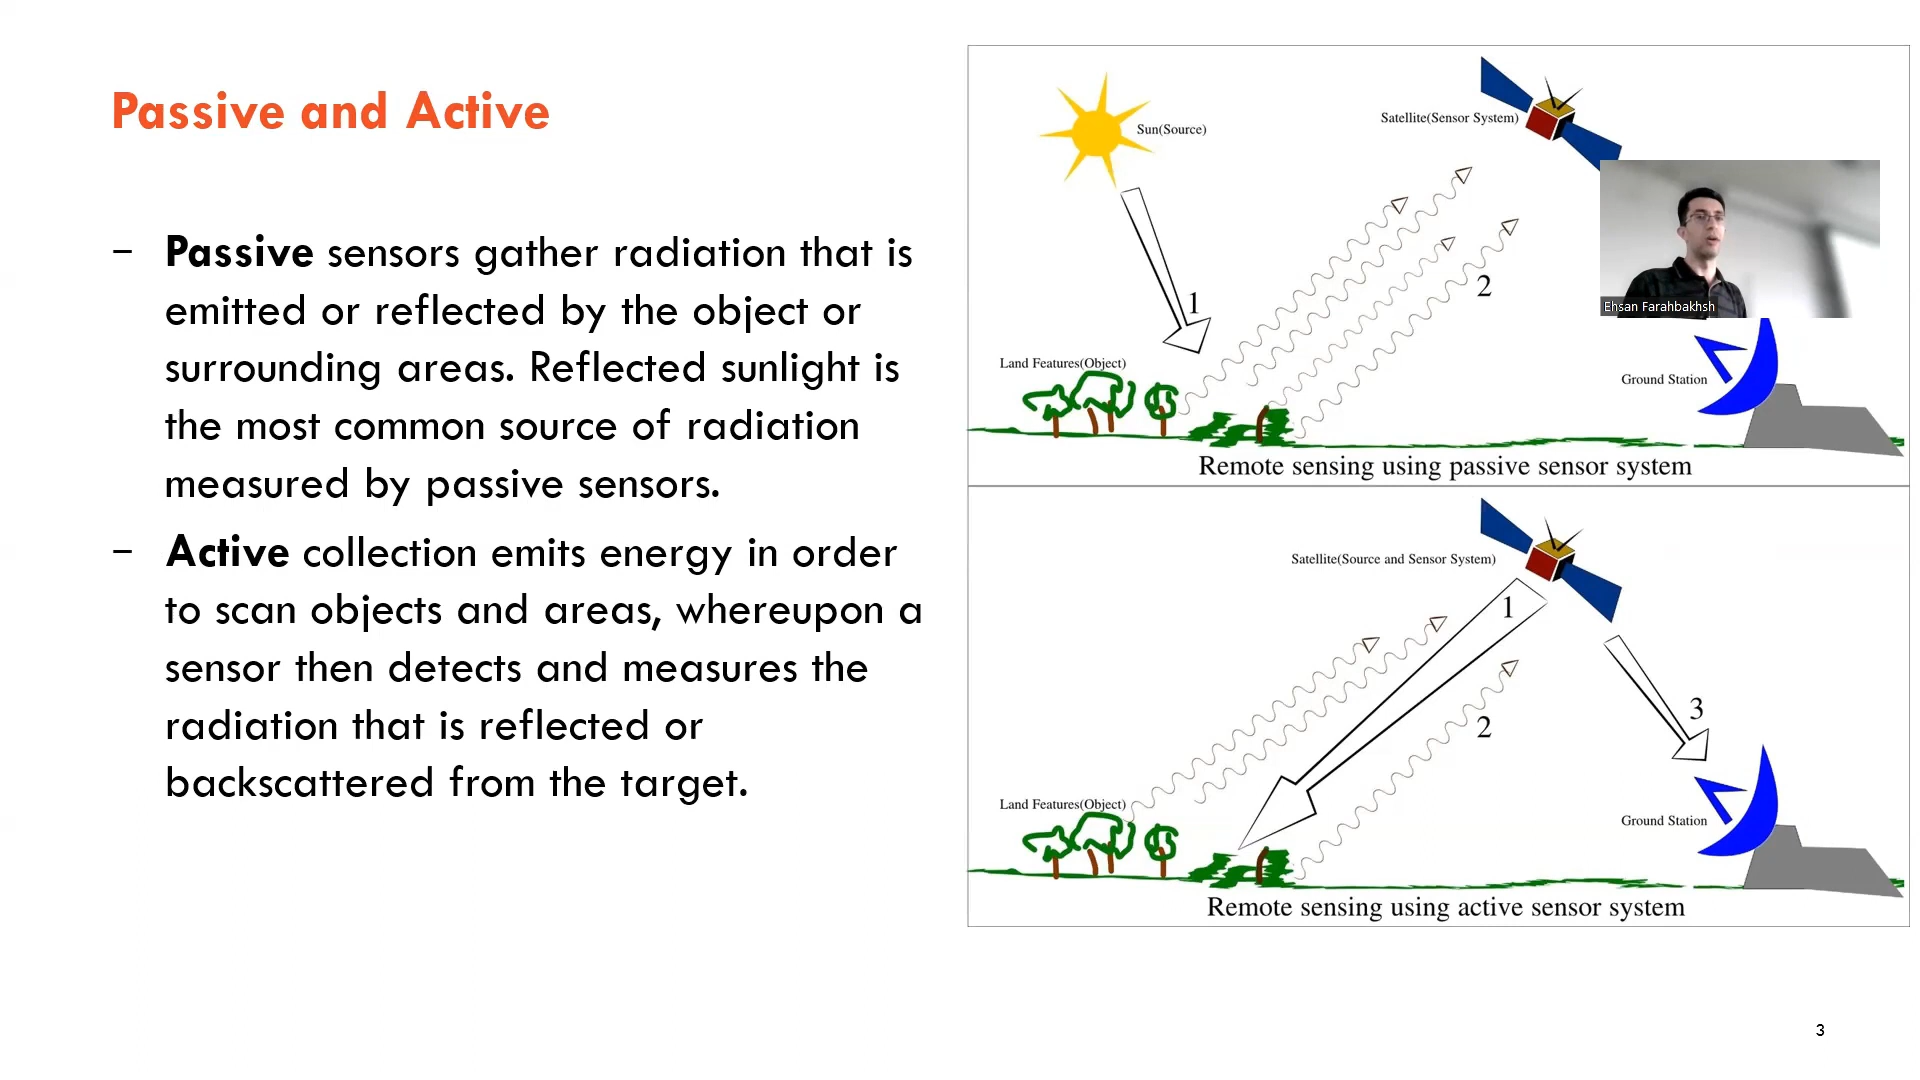 Passive and Active
– Passive sensors gather radiation that is
emitted or reflected by the object or
surrounding areas. Reflected sunlight is
the most common source of radiation
measured by passive sensors.
– Active collection emits energy in order
to scan objects and areas, whereupon a
sensor then detects and measures the
radiation that is reflected or
backscattered from the target.
Sun(Source)
Satellite(Sensor System)
1
2
Ehsan Farahbakhsh
Land Features(Object)
Ground Station
Remote sensing using passive sensor system
Satellite(Source and Sensor System)
1
2
3
Land Features(Object)
Ground Station
Remote sensing using active sensor system
3